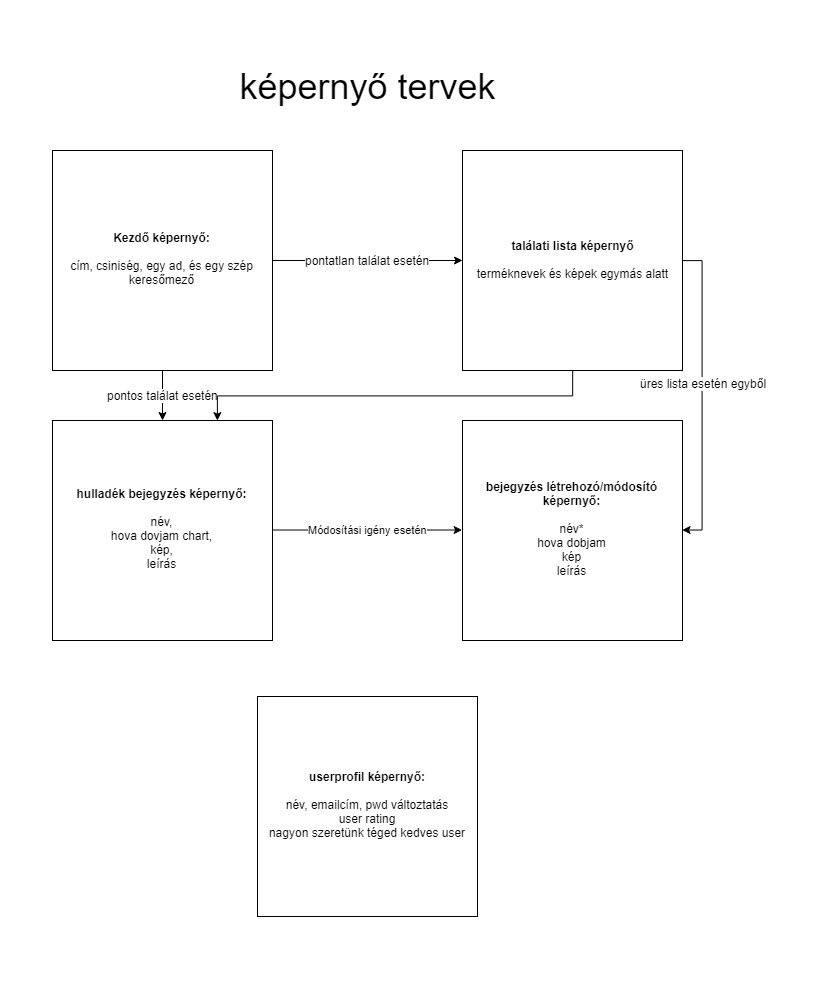 képernyő tervek
Kezdő képernyő:
cím, csiniség, egy ad, és egy szép
keresőmező
pontatlan találat esetén
találati lista képernyő
terméknevek és képek egymás alatt
üres lista esetén egyből
pontos találat esetén
hulladék bejegyzés képernyő:
név,
hova dovjam chart,
kép,
leírás
Módosítási igény esetén
bejegyzés létrehozó/módosító
képernyő:
név*
hova dobjam
kép
leírás
userprofil képernyő:
név, emailcím, pwd változtatás
user rating
nagyon szeretünk téged kedves user